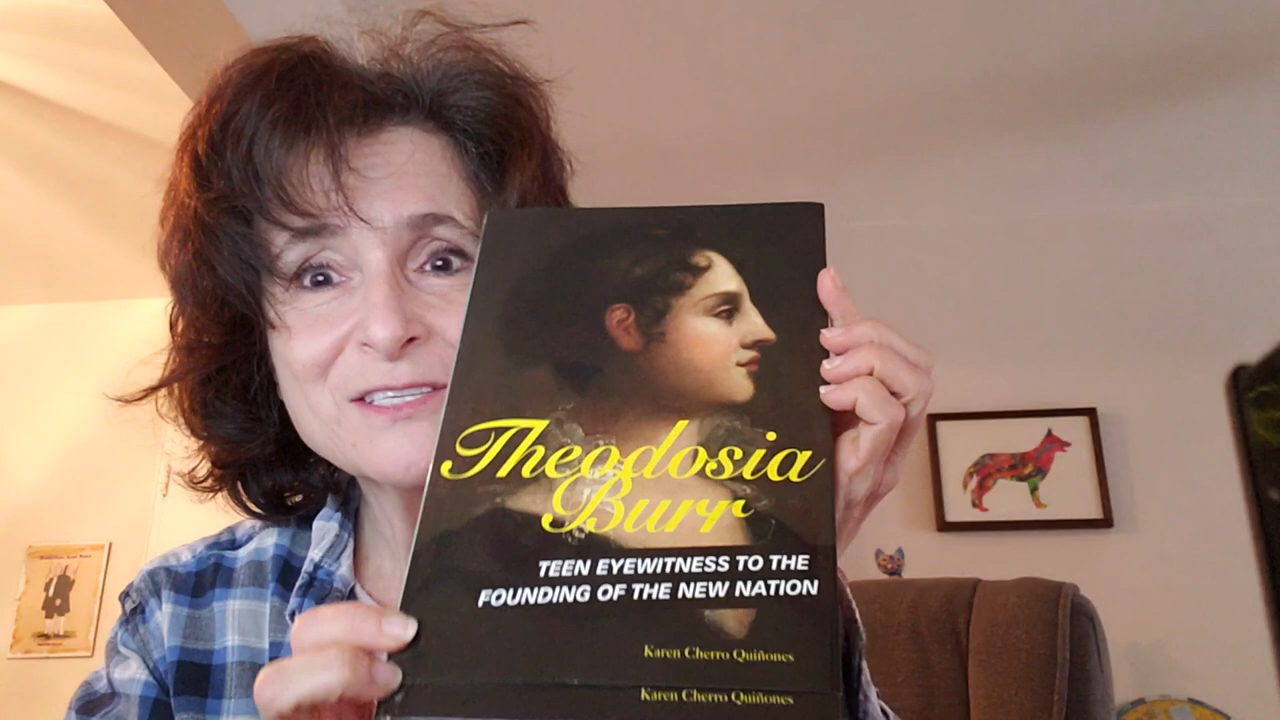 Theodosia
Burr
TEEN EYEWITNESS TO THE
FOUNDING OF THE NEW NATION
Karen Cherro Quiñones
Karen Cherro Quiñones